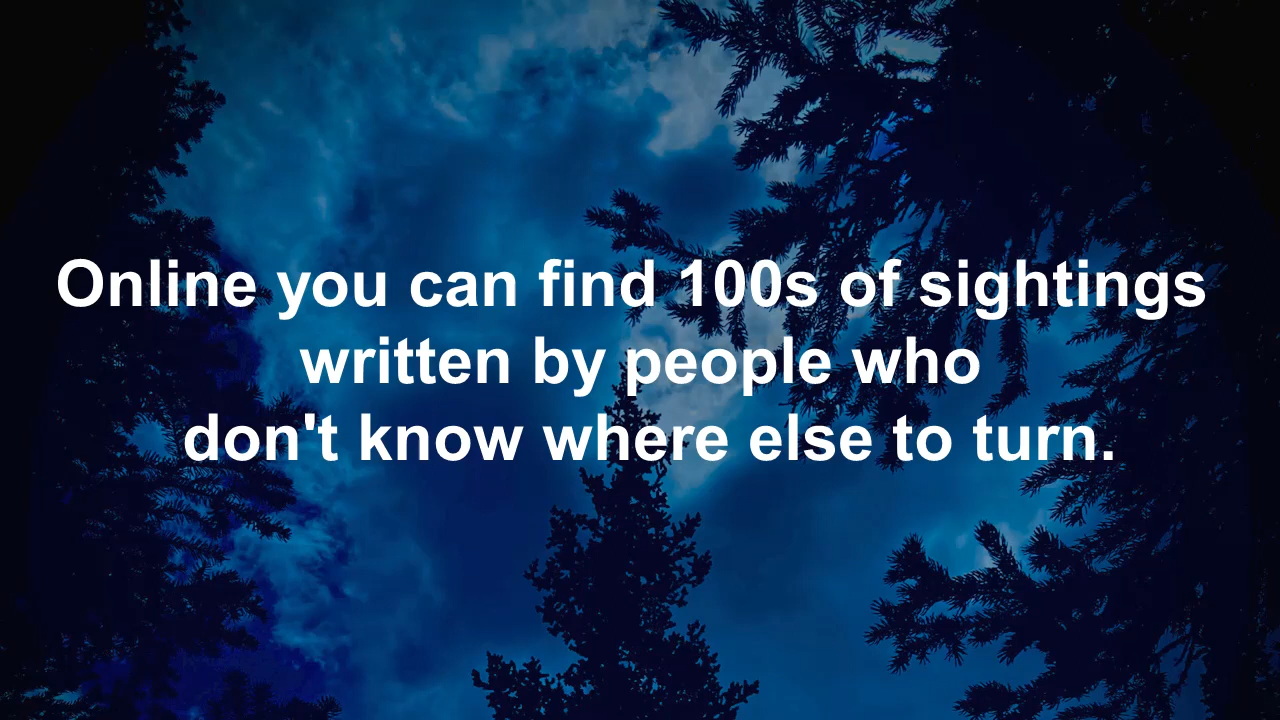 Online you can find 100s of sightings
written by people who
don't know where else to turn.